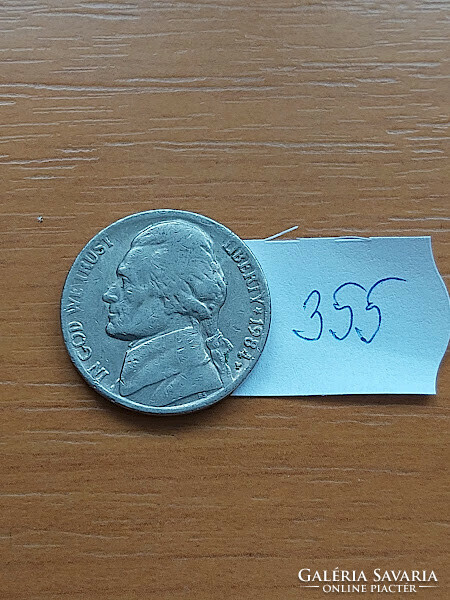 IN GOD WE TRUST
LIBERTY ★ 1984
355
GALÉRIA SAVARIA
ONLINE PIACTÉR